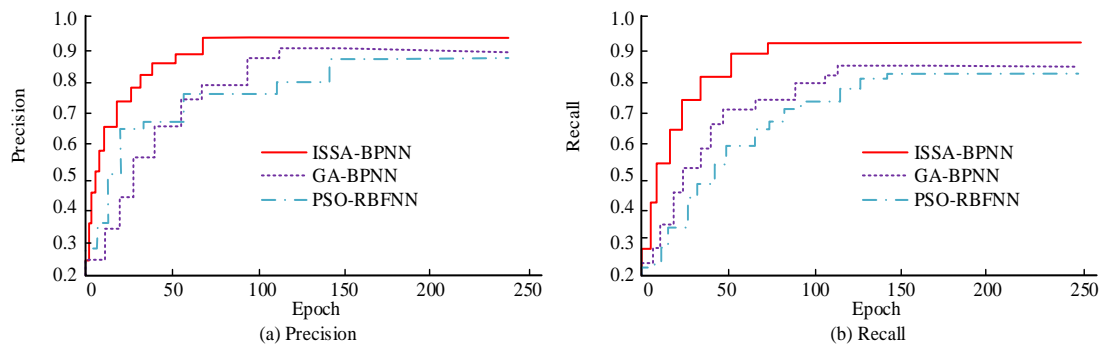 1.0
0.9
0.8
0.7
0.6
0.5
0.4
0.3
0.2
Precision
ISSA-BPNN
GA-BPNN
PSO-RBFNN
0 50 100 150 200 250
Epoch
(a) Precision
1.0
0.9
0.8
0.7
0.6
0.5
0.4
0.3
0.2
Recall
ISSA-BPNN
GA-BPNN
PSO-RBFNN
0 50 100 150 200 250
Epoch
(b) Recall